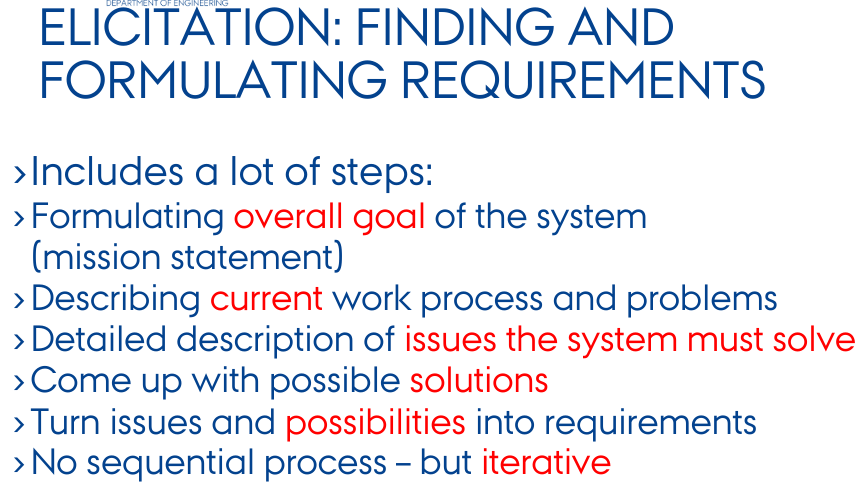 DEPARTMENT OF ENGINEERING
ELICITATION: FINDING AND
FORMULATING REQUIREMENTS
› Includes a lot of steps:
› Formulating overall goal of the system
(mission statement)
› Describing current work process and problems
› Detailed description of issues the system must solve
› Come up with possible solutions
› Turn issues and possibilities into requirements
› No sequential process – but iterative